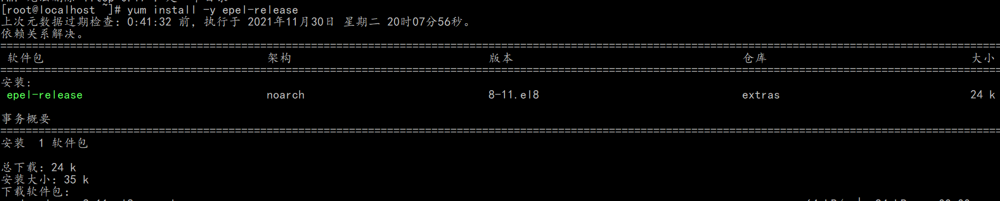 [root@localhost ~]# yum install -y epel-release
上次元数据过期检查：0:41:32 前，执行于 2021年11月30日 星期二 20时07分56秒。
依赖关系解决。
================================================================================
软件包 架构 版本 仓库 大小
================================================================================
安装:
epel-release noarch 8-11.el8 extras 24 k
事务概要
================================================================================
安装  1 软件包
总下载：24 k
安装大小：35 k
下载软件包：